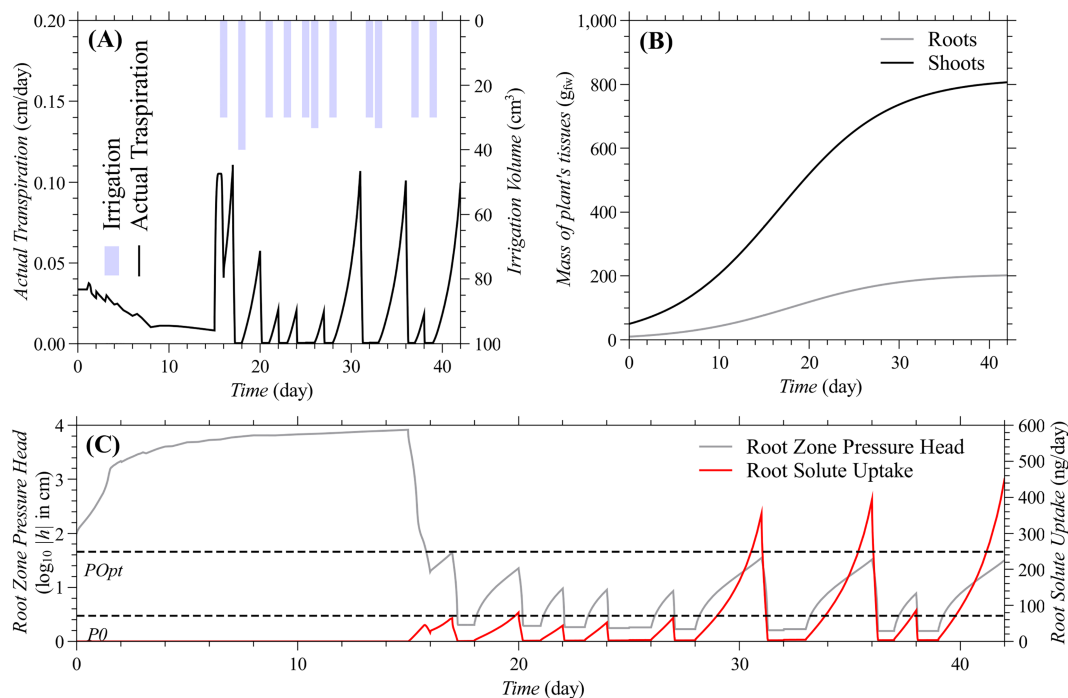 (A)
0.20
0.15
0.10
0.05
0.00
Actual Transpiration (cm/day)
Irrigation
Actual Traspiration
0
20
40
60
80
100
Irrigation Volume (cm³)
0
10
20
30
40
Time (day)
(B)
Roots
Shoots
1,000
800
600
400
200
0
Mass of plant's tissues (gfw)
0
10
20
30
40
Time (day)
(C)
Root Zone Pressure Head
Root Solute Uptake
4
3
2
1
0
Root Zone Pressure Head
(log₁₀ |h| in cm)
POpt
P0
600
500
400
300
200
100
0
Root Solute Uptake (ng/day)
0
10
20
30
40
Time (day)